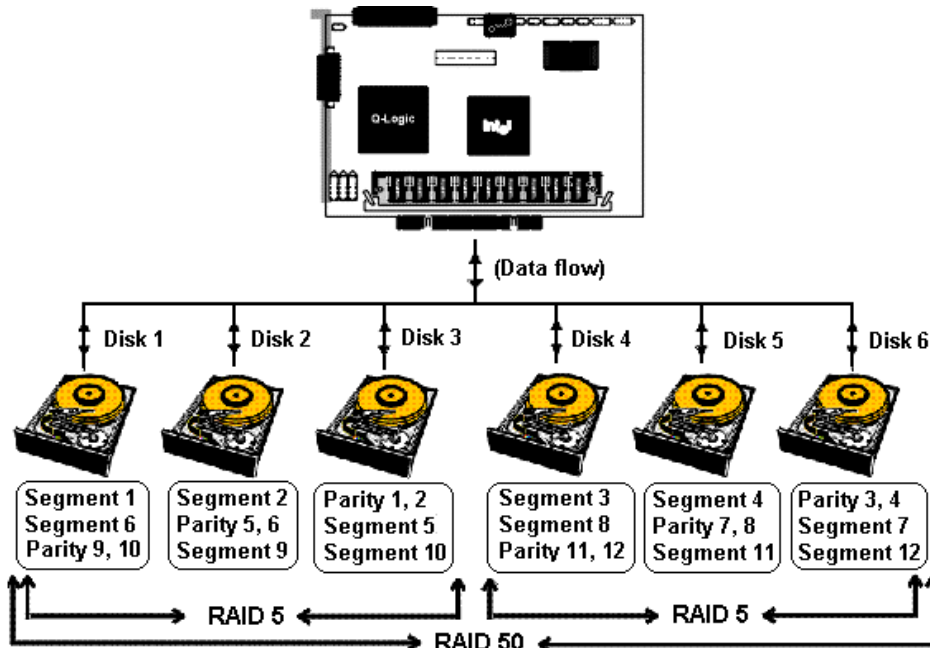 Q-Logic
intel
(Data flow)
Disk 1
Disk 2
Disk 3
Disk 4
Disk 5
Disk 6
Segment 1
Segment 6
Parity 9, 10
Segment 2
Parity 5, 6
Segment 9
Parity 1, 2
Segment 5
Segment 10
Segment 3
Segment 8
Parity 11, 12
Segment 4
Parity 7, 8
Segment 11
Parity 3, 4
Segment 7
Segment 12
RAID 5
RAID 5
RAID 50